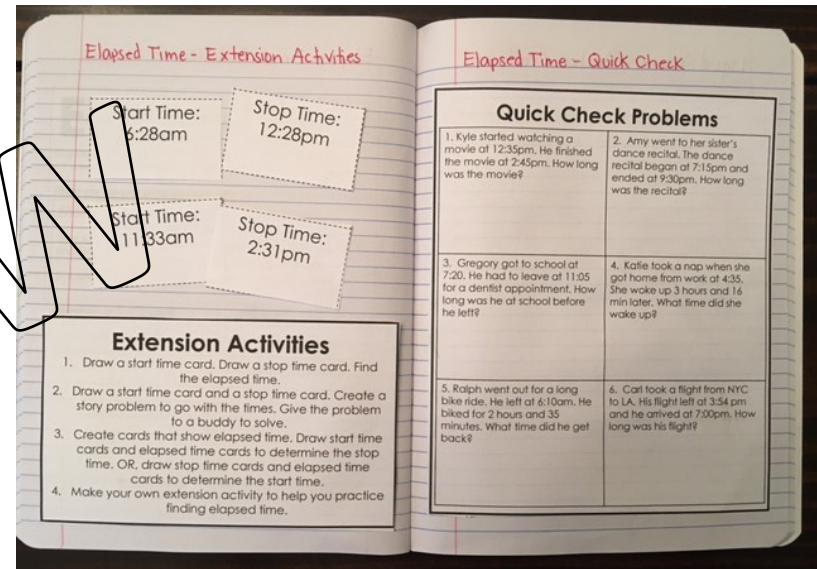 Elapsed Time - Extension Activities
Start Time:
6:28am
Stop Time:
12:28pm
Start Time:
11:33am
Stop Time:
2:31pm
Extension Activities
1. Draw a start time card. Draw a stop time card. Find
the elapsed time.
2. Draw a start time card and a stop time card. Create a
story problem to go with the times. Give the problem
to a buddy to solve.
3. Create cards that show elapsed time. Draw start time
cards and elapsed time cards to determine the stop
time. OR, draw stop time cards and elapsed time
cards to determine the start time.
4. Make your own extension activity to help you practice
finding elapsed time.
Elapsed Time - Quick Check
Quick Check Problems
1. Kyle started watching a
movie at 12:35pm. He finished
the movie at 2:45pm. How long
was the movie?
2. Amy went to her sister's
dance recital. The dance
recital began at 7:15pm and
ended at 9:30pm. How long
was the recital?
3. Gregory got to school at
7:20. He had to leave at 11:05
for a dentist appointment. How
long was he at school before
he left?
4. Katie took a nap when she
got home from work at 4:35.
She woke up 3 hours and 16
min later. What time did she
wake up?
5. Ralph went out for a long
bike ride. He left at 6:10am. He
biked for 2 hours and 35
minutes. What time did he get
back?
6. Carl took a flight from NYC
to LA. His flight left at 3:54 pm
and he arrived at 7:00pm. How
long was his flight?
W